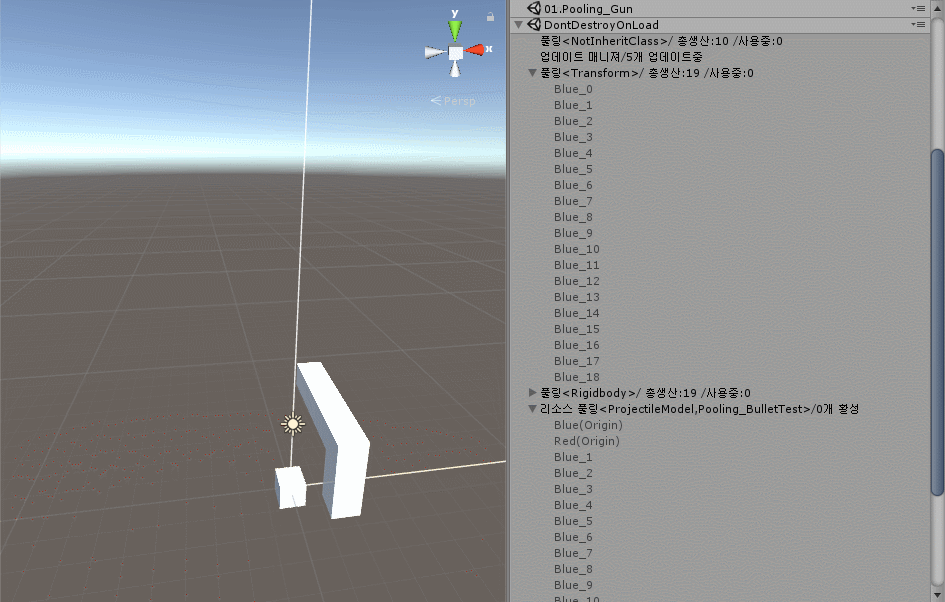 y
x
Persp
01.Pooling_Gun
DontDestroyOnLoad
풀링<NotInheritClass>/ 총생산:10 /사용중:0
업데이트 매니져/5개 업데이트중
풀링<Transform>/ 총생산:19 /사용중:0
Blue_0
Blue_1
Blue_2
Blue_3
Blue_4
Blue_5
Blue_6
Blue_7
Blue_8
Blue_9
Blue_10
Blue_11
Blue_12
Blue_13
Blue_14
Blue_15
Blue_16
Blue_17
Blue_18
풀링<Rigidbody>/ 총생산:19 /사용중:0
리소스 풀링<ProjectileModel,Pooling_BulletTest>/0개 활성
Blue(Origin)
Red(Origin)
Blue_1
Blue_2
Blue_3
Blue_4
Blue_5
Blue_6
Blue_7
Blue_8
Blue_9
Blue_10